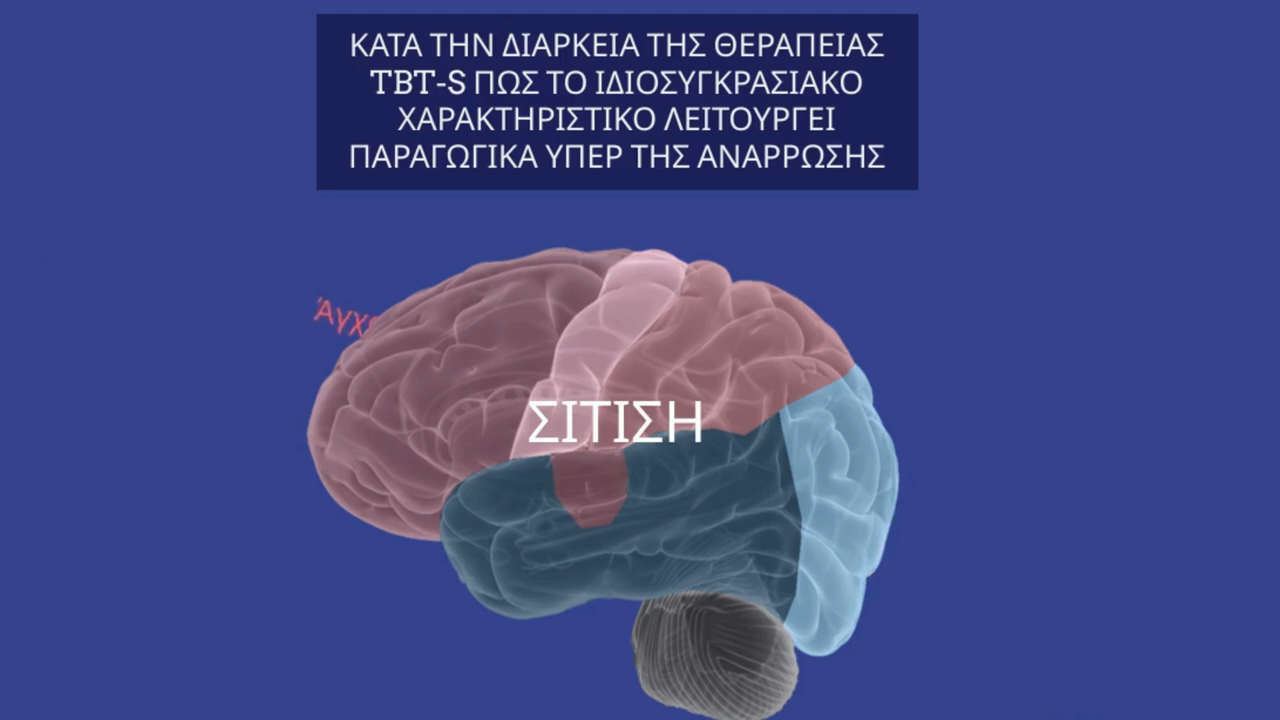 ΚΑΤΑ ΤΗΝ ΔΙΑΡΚΕΙΑ ΤΗΣ ΘΕΡΑΠΕΙΑΣ
TBT-S ΠΩΣ ΤΟ ΙΔΙΟΣΥΓΚΡΑΣΙΑΚΟ
ΧΑΡΑΚΤΗΡΙΣΤΙΚΟ ΛΕΙΤΟΥΡΓΕΙ
ΠΑΡΑΓΩΓΙΚΑ ΥΠΕΡ ΤΗΣ ΑΝΑΡΡΩΣΗΣ
ΣΙΤΙΣΗ